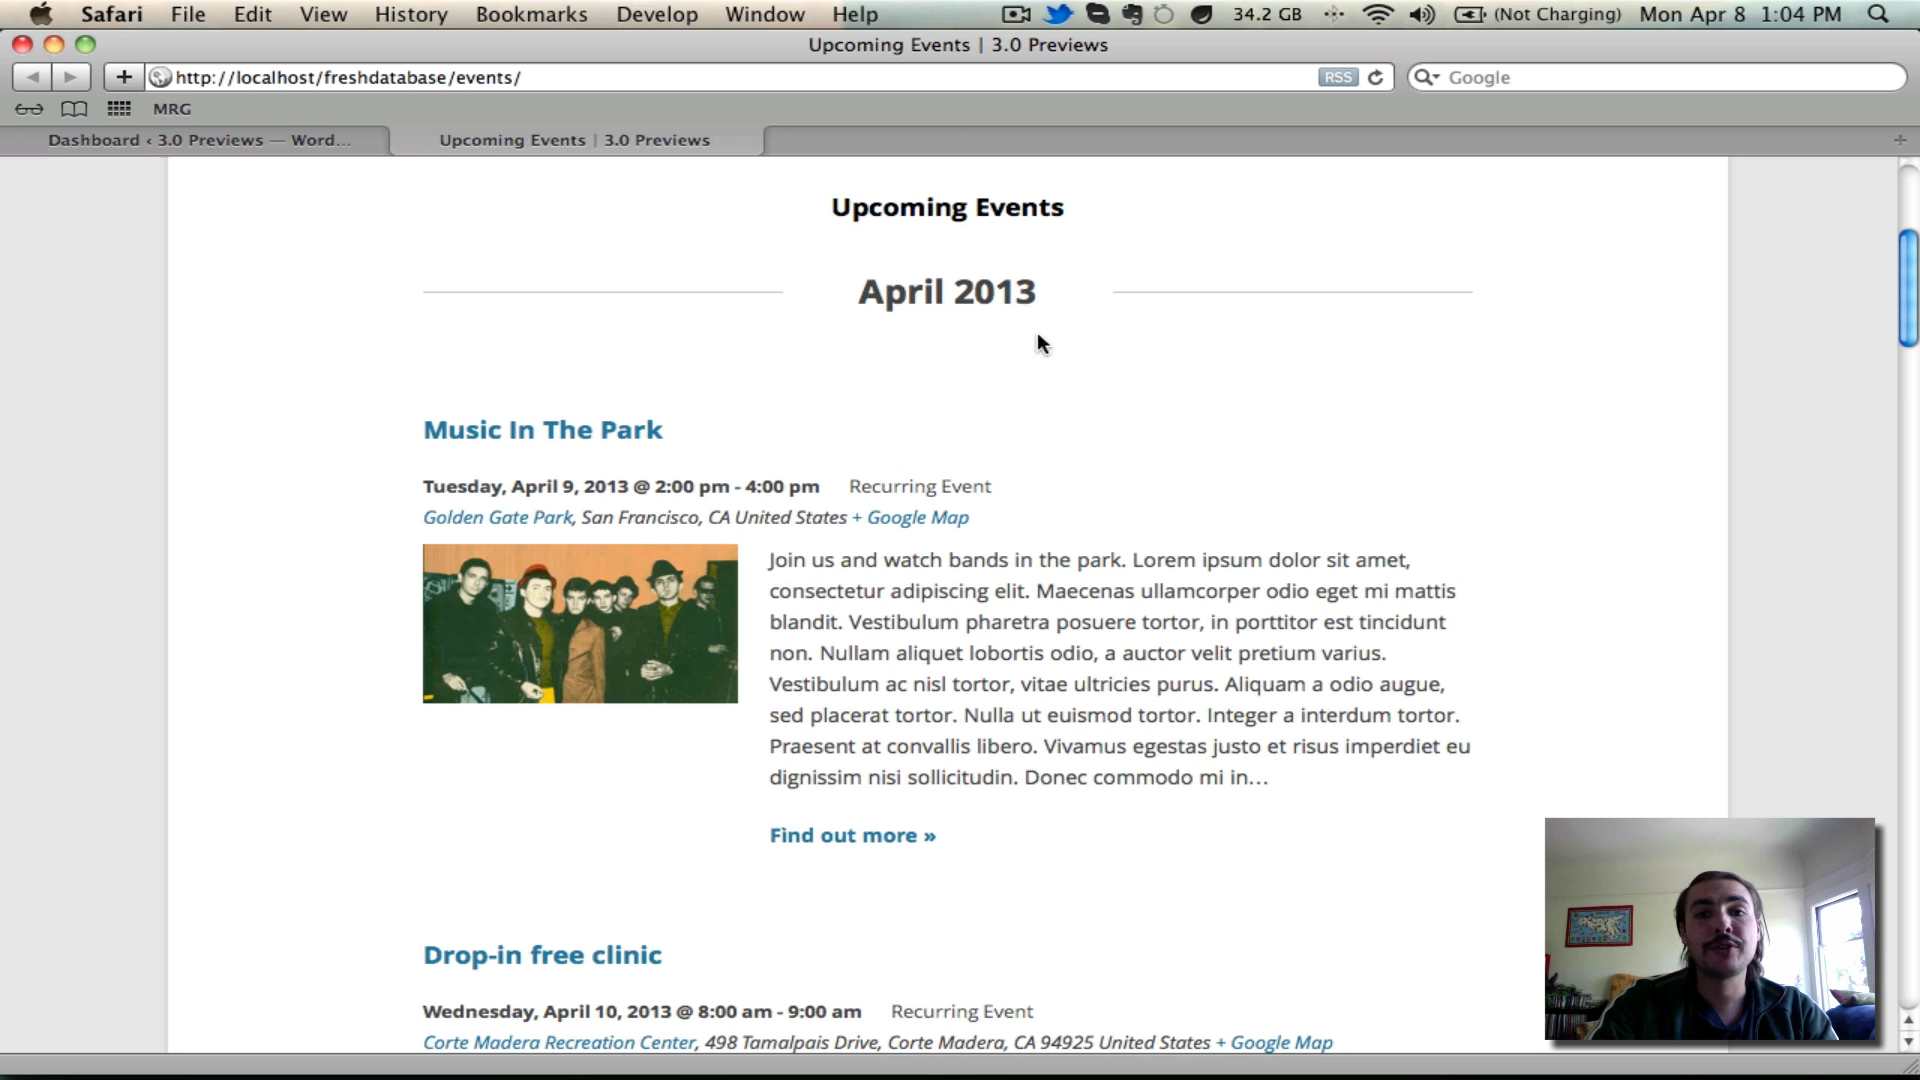 Safari File Edit View History Bookmarks Develop Window Help 34.2 GB (Not Charging) Mon Apr 8 1:04 PM
Upcoming Events | 3.0 Previews
http://localhost/freshdatabase/events/ RSS Google
MRG
Dashboard ‹ 3.0 Previews — Word... Upcoming Events | 3.0 Previews
Upcoming Events
April 2013
Music In The Park
Tuesday, April 9, 2013 @ 2:00 pm - 4:00 pm Recurring Event
Golden Gate Park, San Francisco, CA United States + Google Map
Join us and watch bands in the park. Lorem ipsum dolor sit amet,
consectetur adipiscing elit. Maecenas ullamcorper odio eget mi mattis
blandit. Vestibulum pharetra posuere tortor, in porttitor est tincidunt
non. Nullam aliquet lobortis odio, a auctor velit pretium varius.
Vestibulum ac nisl tortor, vitae ultricies purus. Aliquam a odio augue,
sed placerat tortor. Nulla ut euismod tortor. Integer a interdum tortor.
Praesent at convallis libero. Vivamus egestas justo et risus imperdiet eu
dignissim nisi sollicitudin. Donec commodo mi in...
Find out more »
Drop-in free clinic
Wednesday, April 10, 2013 @ 8:00 am - 9:00 am Recurring Event
Corte Madera Recreation Center, 498 Tamalpais Drive, Corte Madera, CA 94925 United States + Google Map